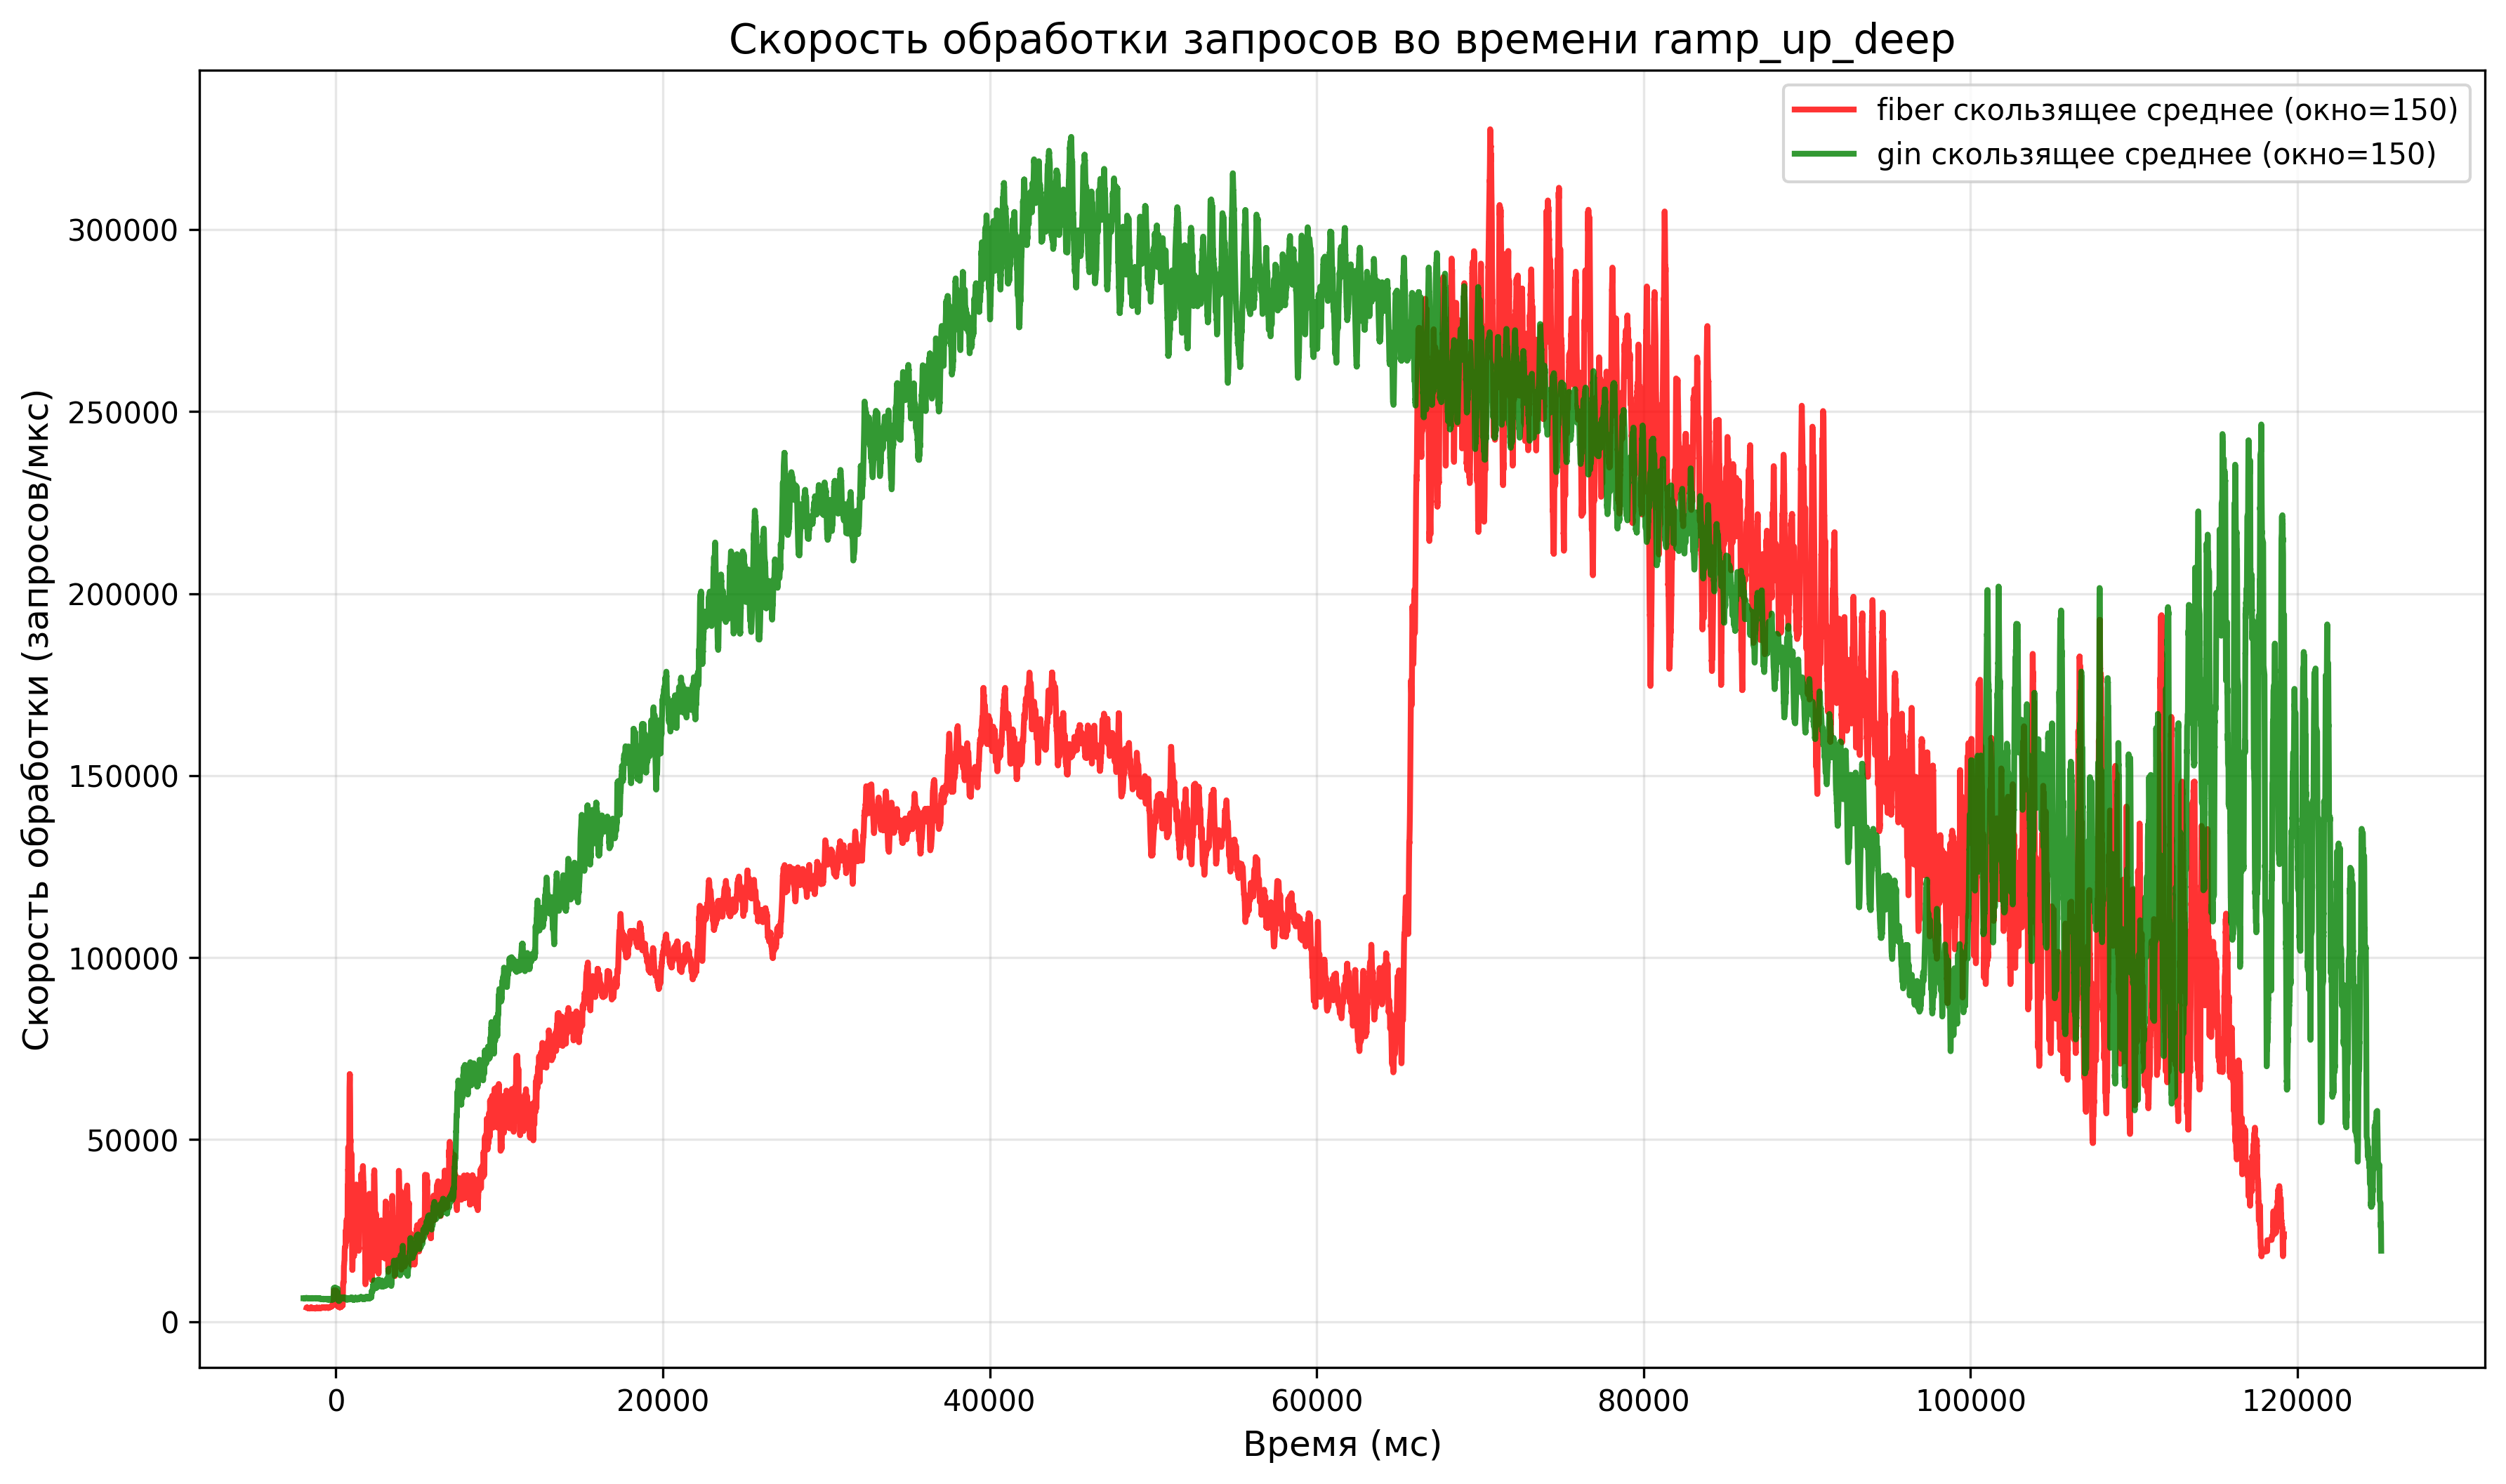 Скорость обработки запросов во времени ramp_up_deep
fiber скользящее среднее (окно=150)
gin скользящее среднее (окно=150)
Скорость обработки (запросов/мкс)
300000
250000
200000
150000
100000
50000
0
0
20000
40000
60000
80000
100000
120000
Время (мс)